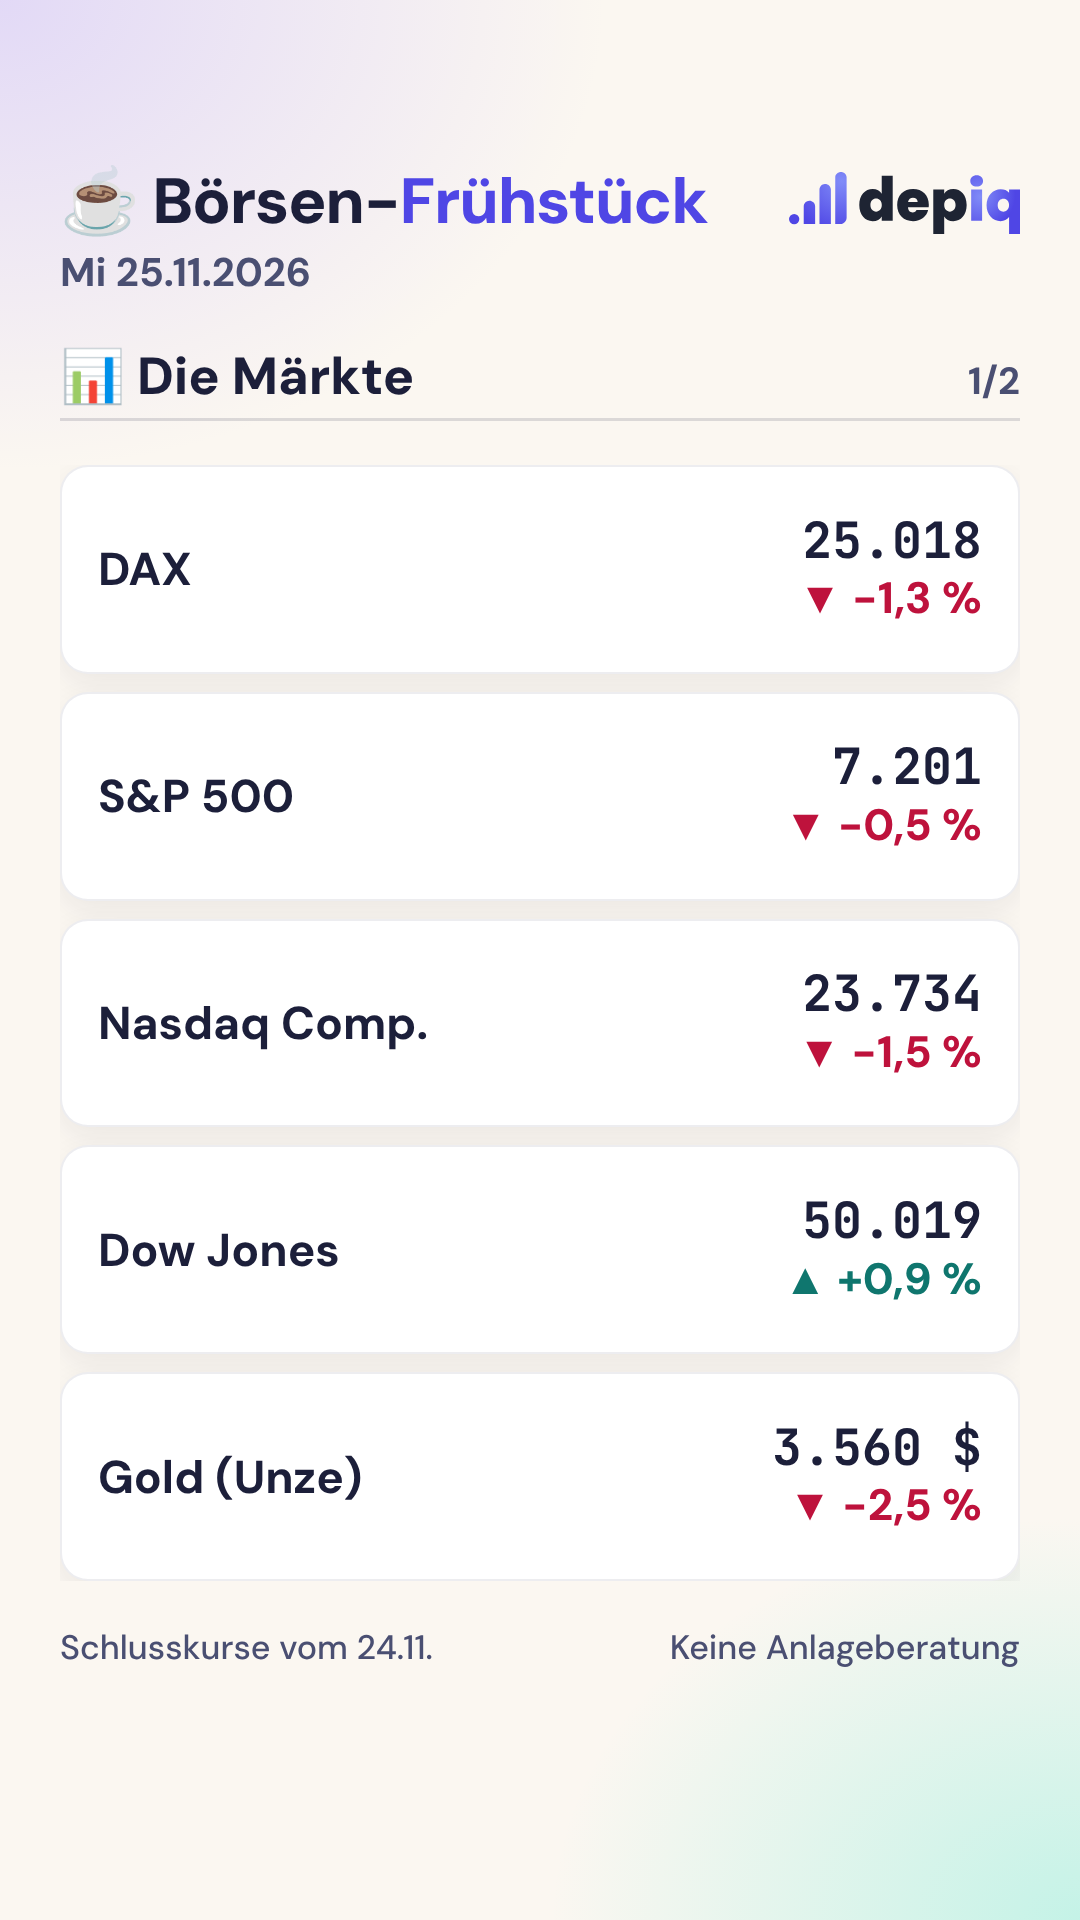 Börsen-Frühstück
depiq
Mi 25.11.2026
Die Märkte
1/2
DAX
25.018
▼ -1,3 %
S&P 500
7.201
▼ -0,5 %
Nasdaq Comp.
23.734
▼ -1,5 %
Dow Jones
50.019
▲ +0,9 %
Gold (Unze)
3.560 $
▼ -2,5 %
Schlusskurse vom 24.11.
Keine Anlageberatung